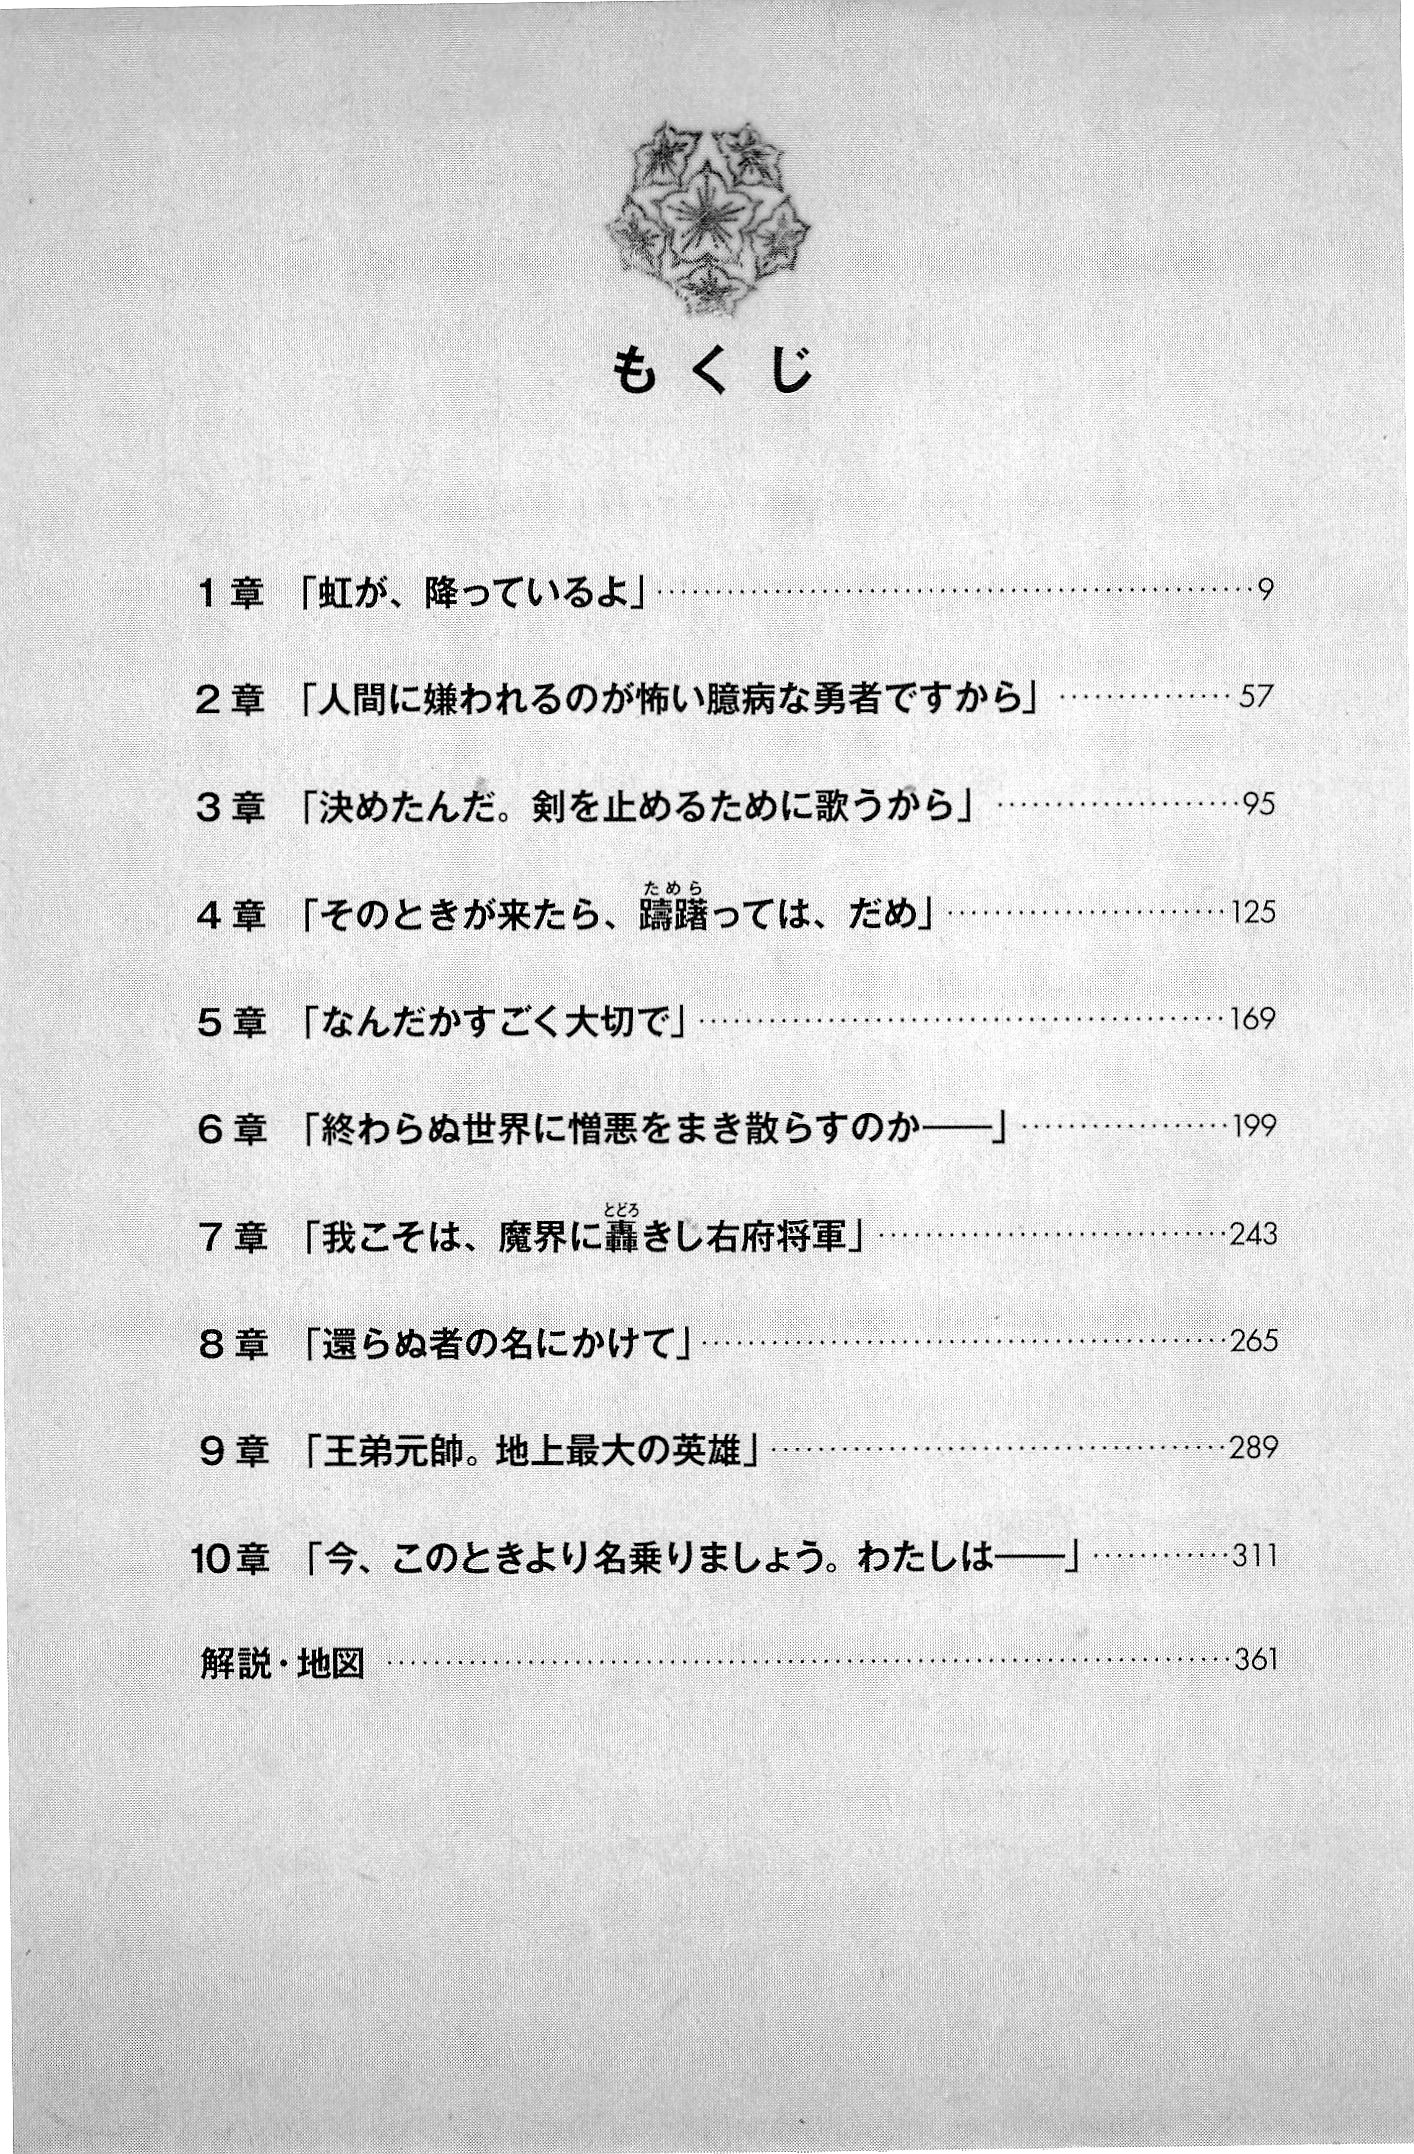 もくじ
1章 「虹が、降っているよ」………9
2章 「人間に嫌われるのが怖い臆病な勇者ですから」………57
3章 「決めたんだ。剣を止めるために歌うから」………95
ためら
4章 「そのときが来たら、躊躇っては、だめ」………125
5章 「なんだかすごく大切で」………169
6章 「終わらぬ世界に憎悪をまき散らすのか――」………199
とどろ
7章 「我こそは、魔界に轟きし右府将軍」………243
8章 「還らぬ者の名にかけて」………265
9章 「王弟元帥。地上最大の英雄」………289
10章 「今、このときより名乗りましょう。わたしは――」………311
解説・地図………361